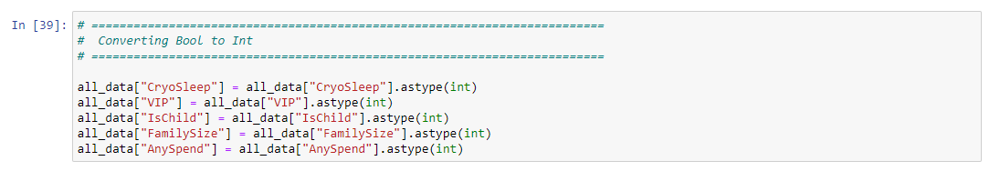 In [39]: # =========================================================================
#  Converting Bool to Int
# =========================================================================
all_data["CryoSleep"] = all_data["CryoSleep"].astype(int)
all_data["VIP"] = all_data["VIP"].astype(int)
all_data["IsChild"] = all_data["IsChild"].astype(int)
all_data["FamilySize"] = all_data["FamilySize"].astype(int)
all_data["AnySpend"] = all_data["AnySpend"].astype(int)